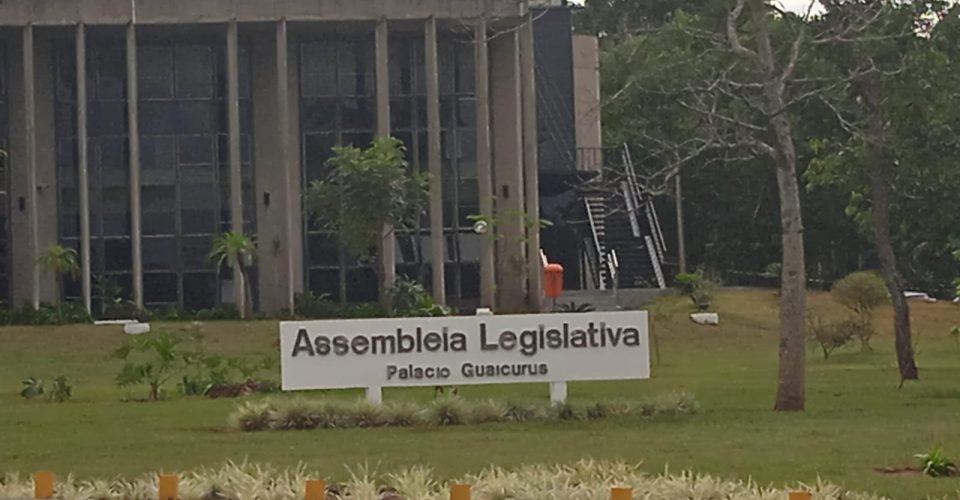 Assembleia Legislativa
Palacio Guaicurus